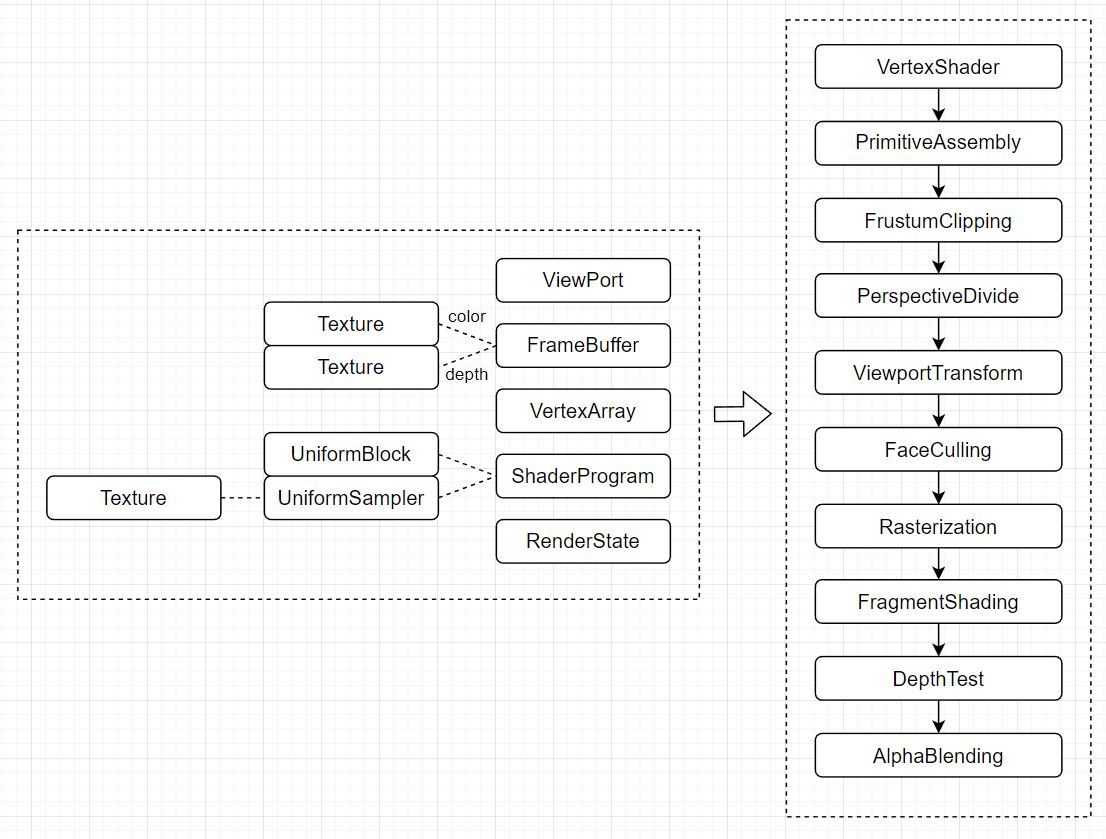 ViewPort
Texture
color
FrameBuffer
Texture
depth
VertexArray
UniformBlock
ShaderProgram
Texture
UniformSampler
RenderState
VertexShader
PrimitiveAssembly
FrustumClipping
PerspectiveDivide
ViewportTransform
FaceCulling
Rasterization
FragmentShading
DepthTest
AlphaBlending